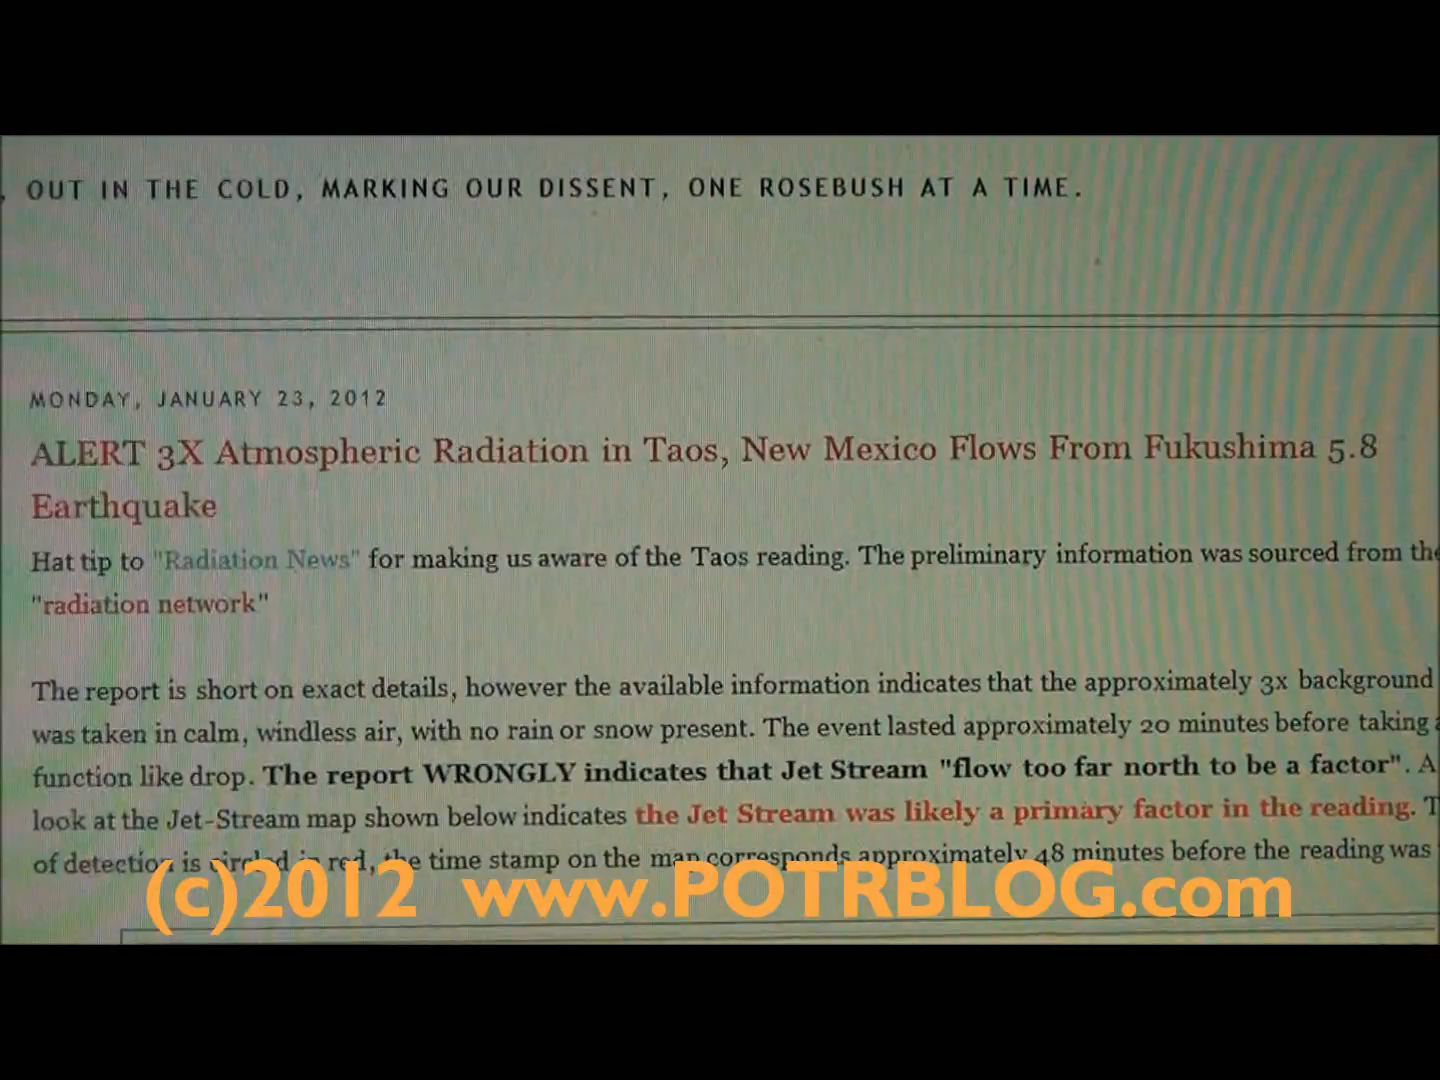 , OUT IN THE COLD, MARKING OUR DISSENT, ONE ROSEBUSH AT A TIME.
MONDAY, JANUARY 23, 2012
ALERT 3X Atmospheric Radiation in Taos, New Mexico Flows From Fukushima 5.8
Earthquake
Hat tip to "Radiation News" for making us aware of the Taos reading. The preliminary information was sourced from the
"radiation network"
The report is short on exact details, however the available information indicates that the approximately 3x background
was taken in calm, windless air, with no rain or snow present. The event lasted approximately 20 minutes before taking a
function like drop. The report WRONGLY indicates that Jet Stream "flow too far north to be a factor". A
look at the Jet-Stream map shown below indicates the Jet Stream was likely a primary factor in the reading. T
of detection is circled in red, the time stamp on the map corresponds approximately 48 minutes before the reading was
(c)2012 www.POTRBLOG.com